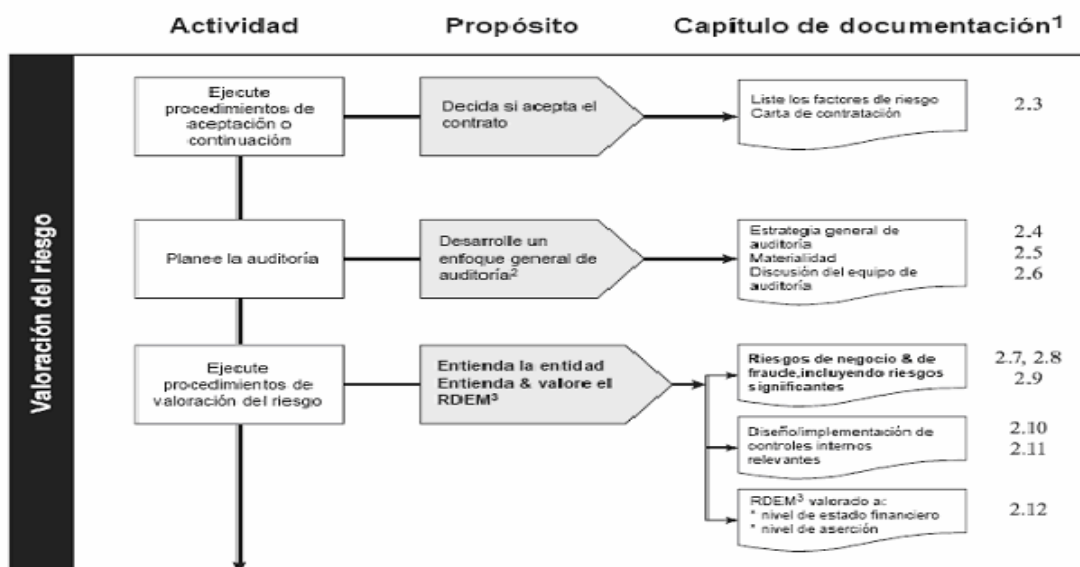 Actividad
Propósito
Capítulo de documentación1
Valoración del riesgo
Ejecute
procedimientos de
aceptación o
continuación
Decida si acepta el
contrato
Liste los factores de riesgo
Carta de contratación
2.3
Planee la auditoría
Desarrolle un
enfoque general de
auditoría2
Estrategia general de
auditoría
Materialidad
Discusión del equipo de
auditoría
2.4
2.5
2.6
Ejecute
procedimientos de
valoración del riesgo
Entienda la entidad
Entienda & valore el
RDEM3
Riesgos de negocio & de
fraude,incluyendo riesgos
significantes
2.7, 2.8
2.9
Diseño/implementación de
controles internos
relevantes
2.10
2.11
RDEM3 valorado a:
* nivel de estado financiero
* nivel de aserción
2.12